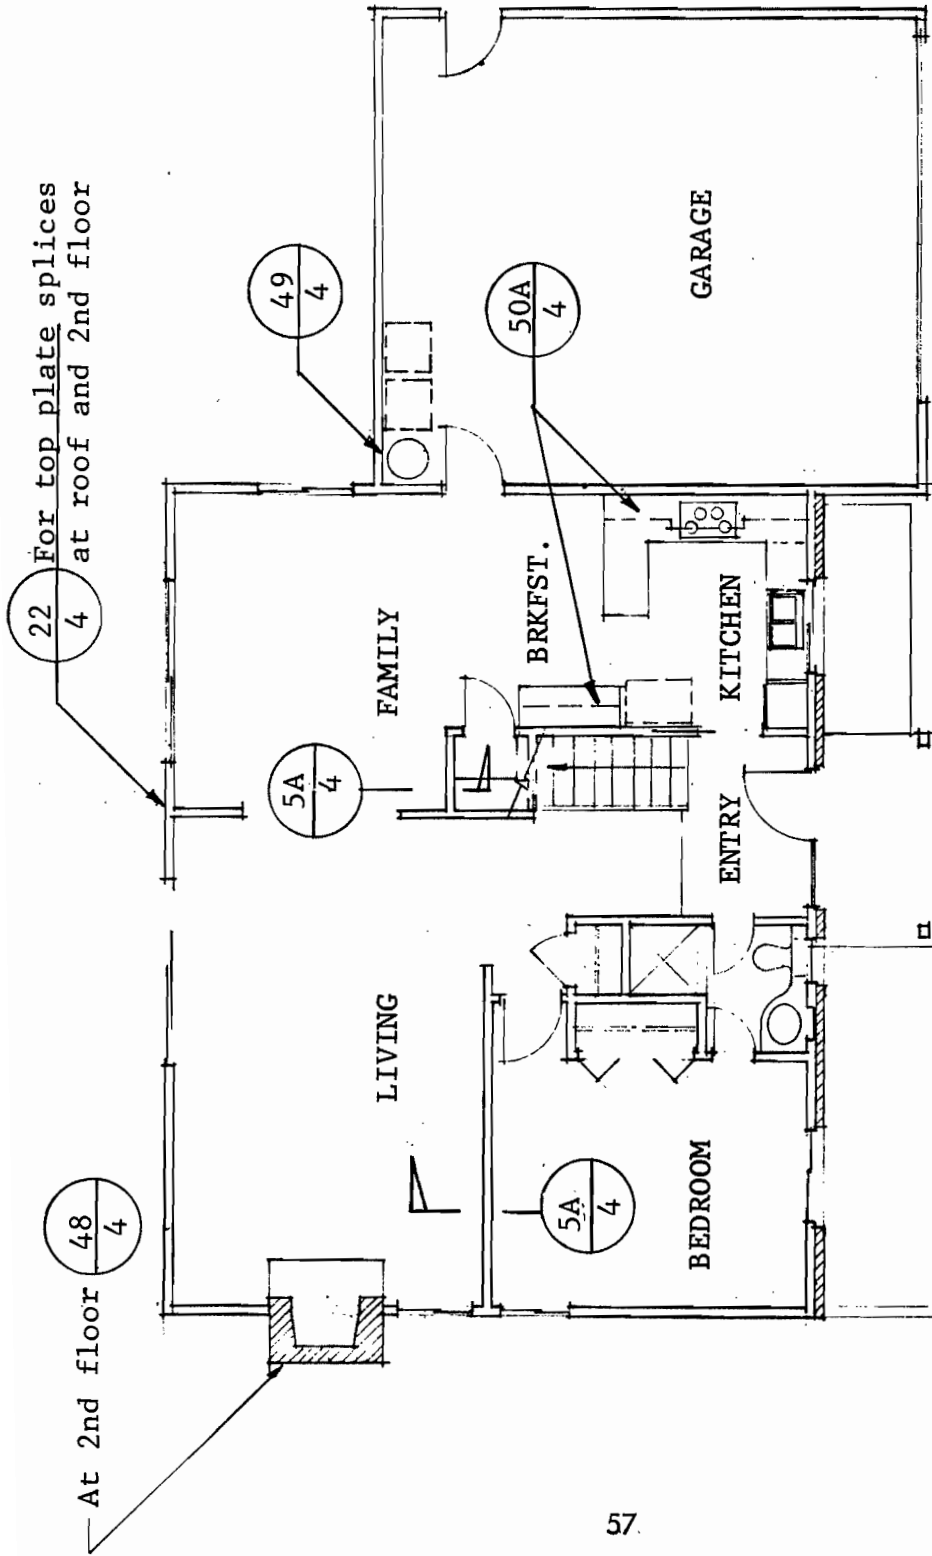 At 2nd floor
48
4
22
4
For top plate splices
at roof and 2nd floor
49
4
5A
4
50A
4
5A
4
LIVING
FAMILY
BRKFST.
BEDROOM
ENTRY
KITCHEN
GARAGE
57